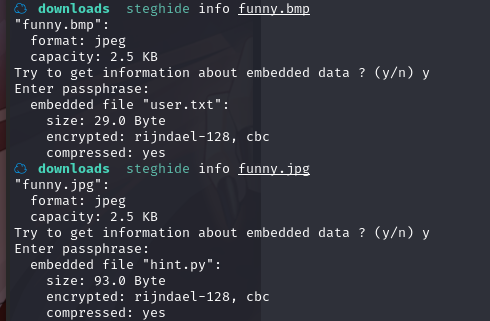 downloads steghide info funny.bmp
"funny.bmp":
format: jpeg
capacity: 2.5 KB
Try to get information about embedded data ? (y/n) y
Enter passphrase:
embedded file "user.txt":
size: 29.0 Byte
encrypted: rijndael-128, cbc
compressed: yes
downloads steghide info funny.jpg
"funny.jpg":
format: jpeg
capacity: 2.5 KB
Try to get information about embedded data ? (y/n) y
Enter passphrase:
embedded file "hint.py":
size: 93.0 Byte
encrypted: rijndael-128, cbc
compressed: yes